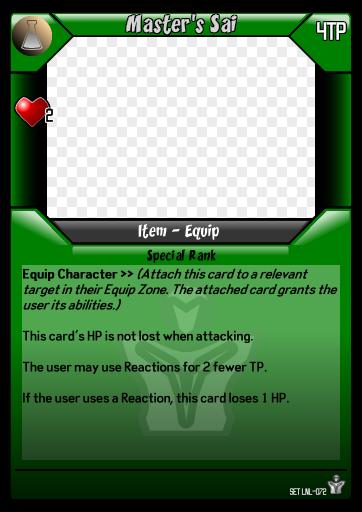 Master's Sai
4TP
2
Item - Equip
Special Rank
Equip Character >> (Attach this card to a relevant
target in their Equip Zone. The attached card grants the
user its abilities.)
This card's HP is not lost when attacking.
The user may use Reactions for 2 fewer TP.
If the user uses a Reaction, this card loses 1 HP.
SET LNL-072